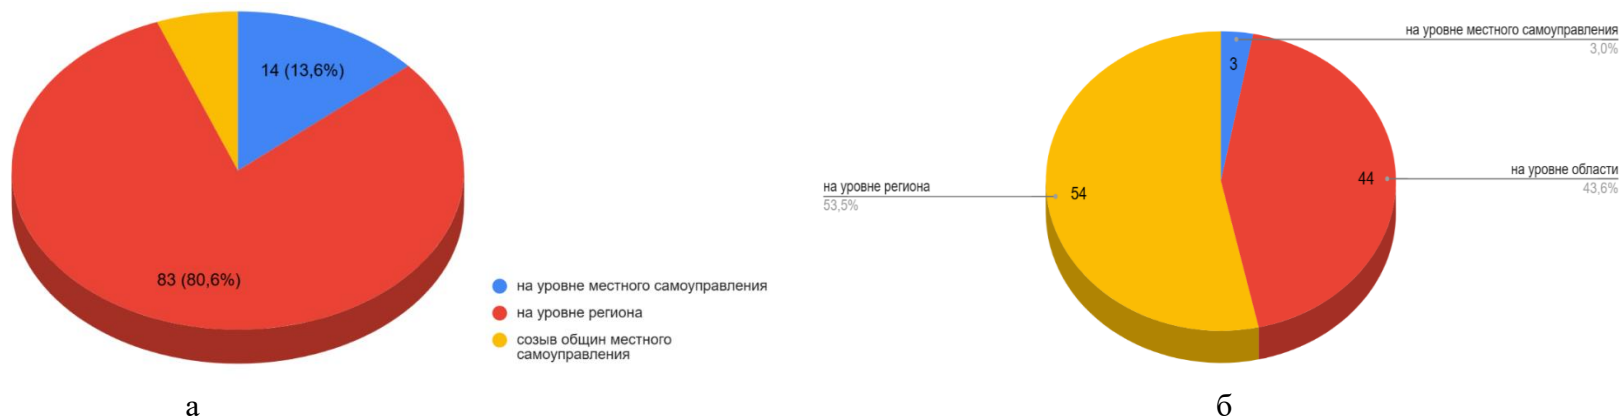 14 (13,6%)
83 (80,6%)
на уровне местного самоуправления
на уровне региона
созыв общин местного
самоуправления
а
на уровне местного самоуправления
3,0%
3
на уровне области
43,6%
44
на уровне региона
53,5%
54
б